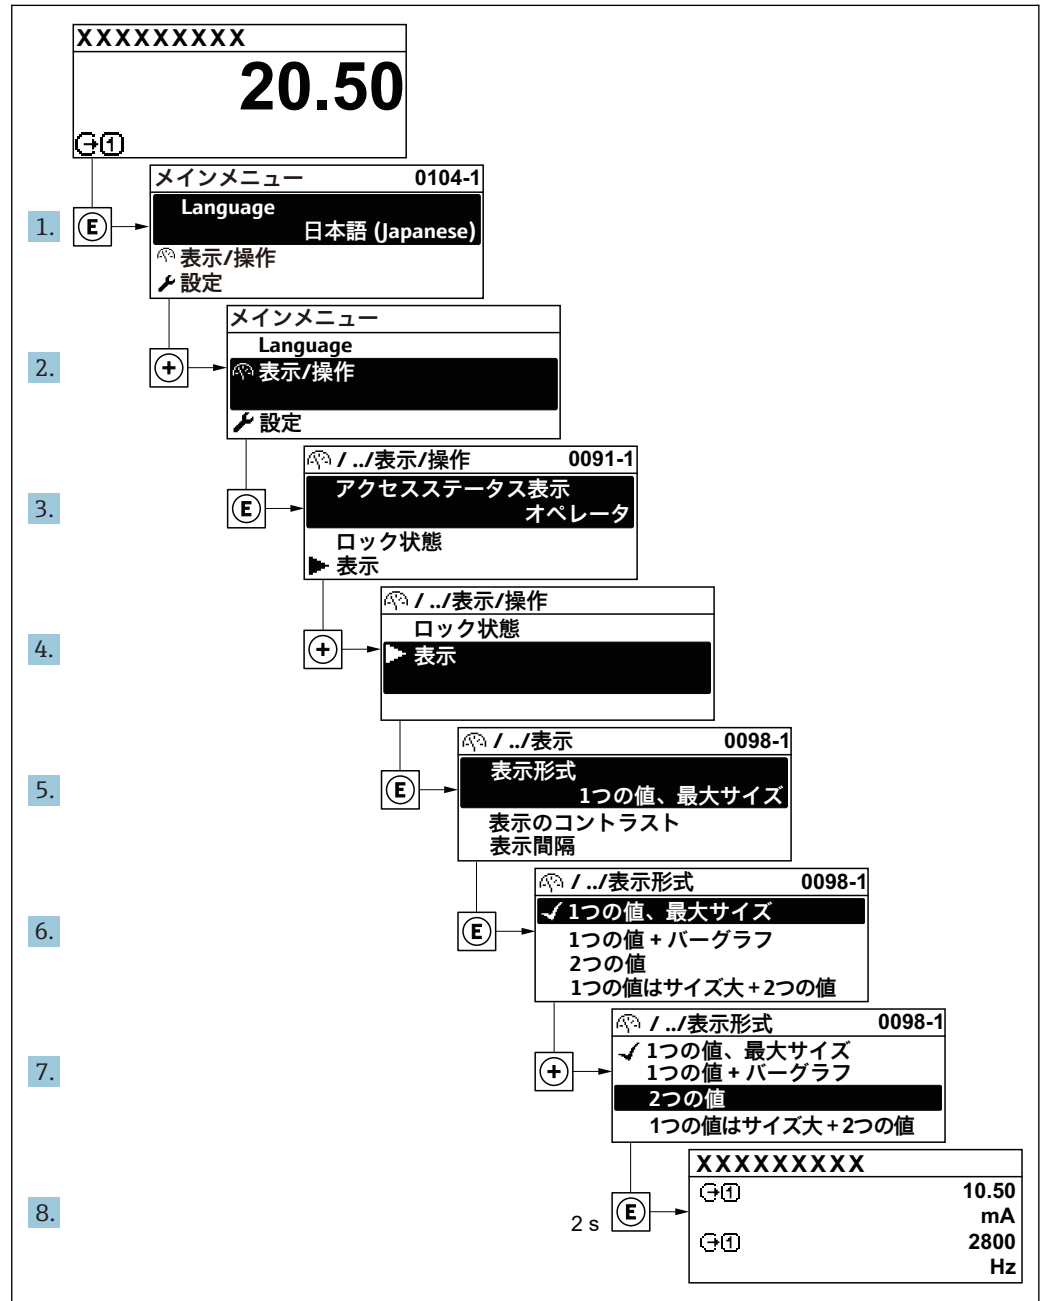 XXXXXXXXX
20.50
1
メインメニュー 0104-1
Language
日本語 (Japanese)
表示/操作
設定
1. E
メインメニュー
Language
表示/操作
設定
2. +
/ ../表示/操作 0091-1
アクセスステータス表示
オペレータ
ロック状態
表示
3. E
/ ../表示/操作
ロック状態
表示
4. +
/ ../表示 0098-1
表示形式
1つの値、最大サイズ
表示のコントラスト
表示間隔
5. E
/ ../表示形式 0098-1
1つの値、最大サイズ
1つの値 + バーグラフ
2つの値
1つの値はサイズ大 + 2つの値
6. E
/ ../表示形式 0098-1
1つの値、最大サイズ
1つの値 + バーグラフ
2つの値
1つの値はサイズ大 + 2つの値
7. +
XXXXXXXXX
1 10.50
mA
1 2800
Hz
8. 2 s E